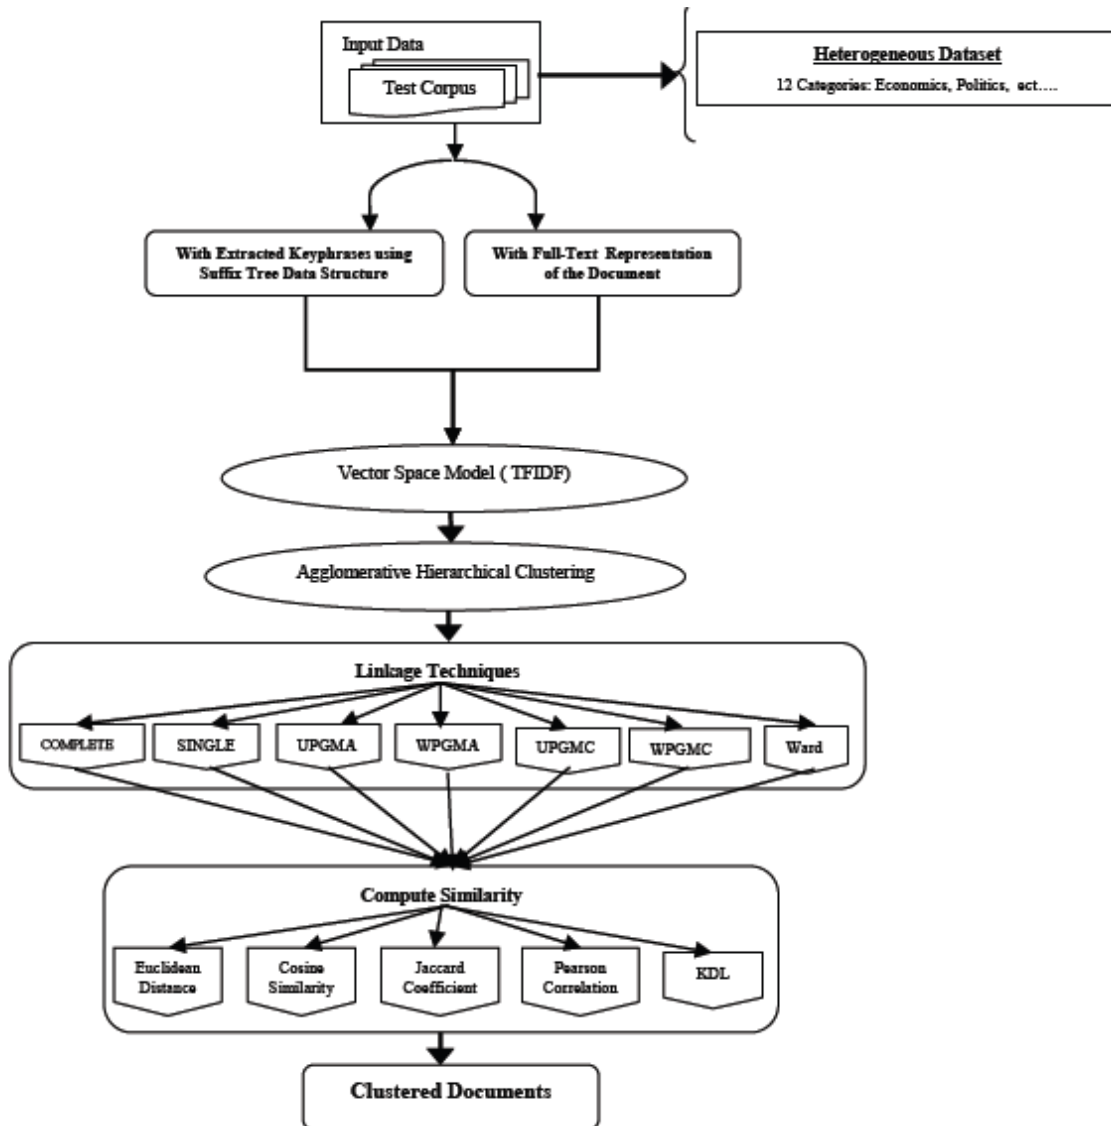 Input Data
Test Corpus
Heterogeneous Dataset
12 Categories: Economics, Politics, ect….
With Extracted Keyphrases using
Suffix Tree Data Structure
With Full-Text Representation
of the Document
Vector Space Model ( TFIDF)
Agglomerative Hierarchical Clustering
Linkage Techniques
COMPLETE
SINGLE
UPGMA
WPGMA
UPGMC
WPGMC
Ward
Compute Similarity
Euclidean
Distance
Cosine
Similarity
Jaccard
Coefficient
Pearson
Correlation
KDL
Clustered Documents